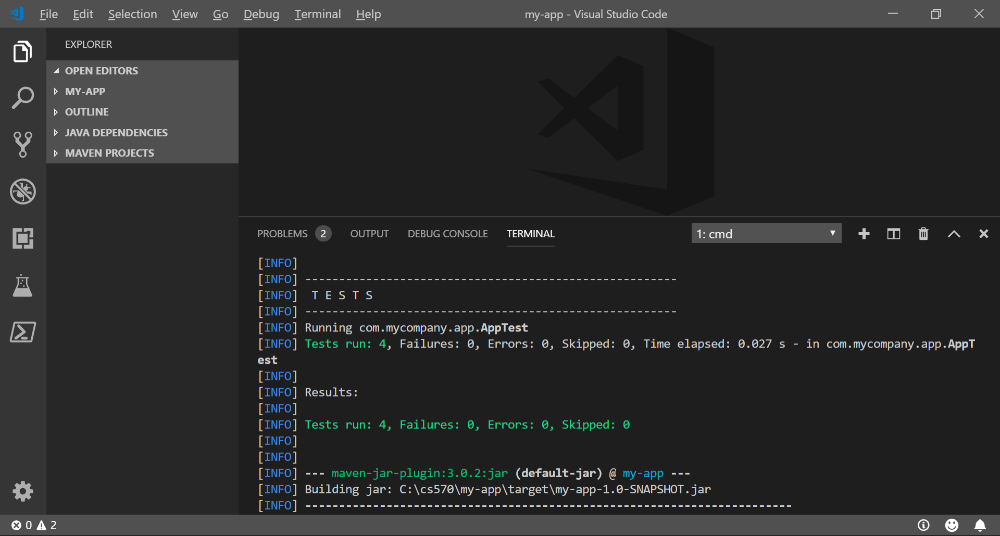 File Edit Selection View Go Debug Terminal Help my-app - Visual Studio Code
EXPLORER
OPEN EDITORS
MY-APP
OUTLINE
JAVA DEPENDENCIES
MAVEN PROJECTS
PROBLEMS 2 OUTPUT DEBUG CONSOLE TERMINAL 1: cmd
[INFO]
[INFO] -------------------------------------------------------
[INFO]  T E S T S
[INFO] -------------------------------------------------------
[INFO] Running com.mycompany.app.AppTest
[INFO] Tests run: 4, Failures: 0, Errors: 0, Skipped: 0, Time elapsed: 0.027 s - in com.mycompany.app.AppT
est
[INFO]
[INFO] Results:
[INFO]
[INFO] Tests run: 4, Failures: 0, Errors: 0, Skipped: 0
[INFO]
[INFO]
[INFO] --- maven-jar-plugin:3.0.2:jar (default-jar) @ my-app ---
[INFO] Building jar: C:\cs570\my-app\target\my-app-1.0-SNAPSHOT.jar
[INFO] ------------------------------------------------------------------------
0 2